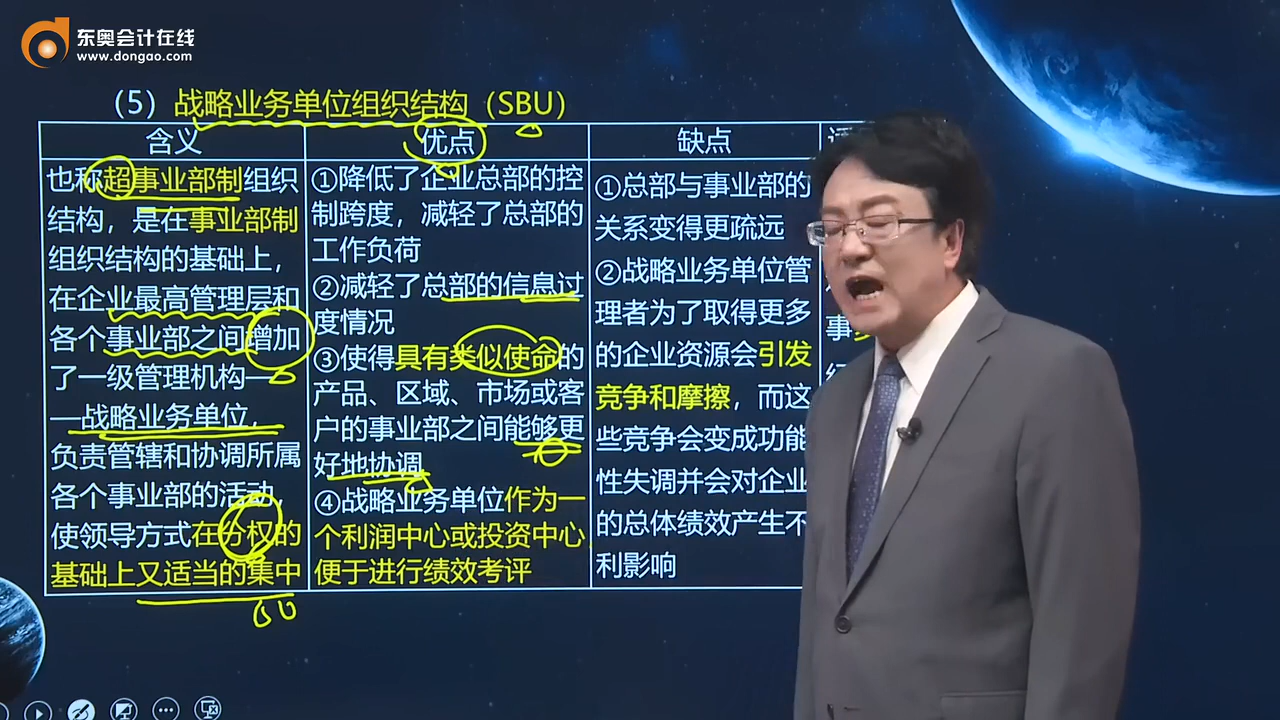 东奥会计在线
www.dongao.com
（5）战略业务单位组织结构（SBU）
含义
优点
缺点
也称超事业部制组织
结构，是在事业部制
组织结构的基础上，
在企业最高管理层和
各个事业部之间增加
了一级管理机构—
—战略业务单位，
负责管辖和协调所属
各个事业部的活动，
使领导方式在分权的
基础上又适当的集中
①降低了企业总部的控
制跨度，减轻了总部的
工作负荷
②减轻了总部的信息过
度情况
③使得具有类似使命的
产品、区域、市场或客
户的事业部之间能够更
好地协调
④战略业务单位作为一
个利润中心或投资中心
便于进行绩效考评
①总部与事业部的
关系变得更疏远
②战略业务单位管
理者为了取得更多
的企业资源会引发
竞争和摩擦，而这
些竞争会变成功能
性失调并会对企业
的总体绩效产生不
利影响
事